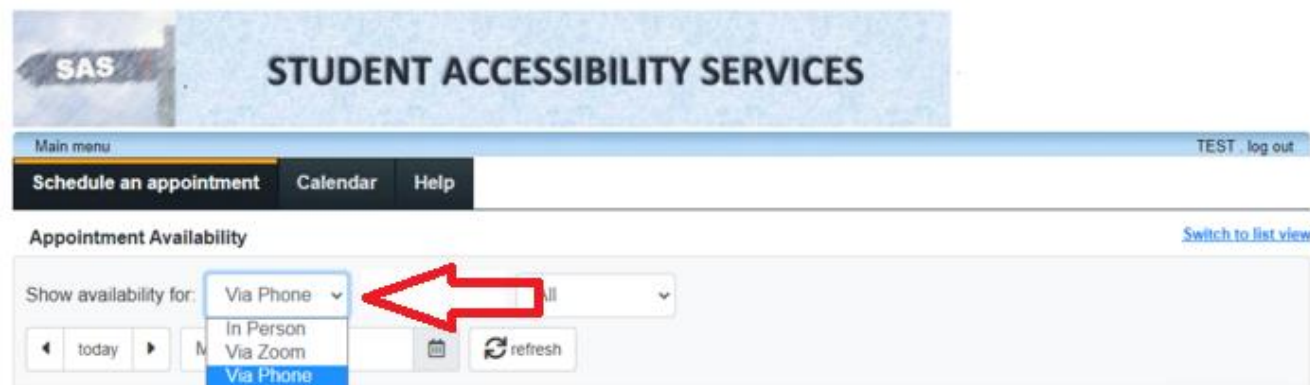 SAS
STUDENT ACCESSIBILITY SERVICES
Main menu TEST . log out
Schedule an appointment Calendar Help
Appointment Availability Switch to list view
Show availability for: Via Phone
In Person
today refresh
Via Zoom
Via Phone